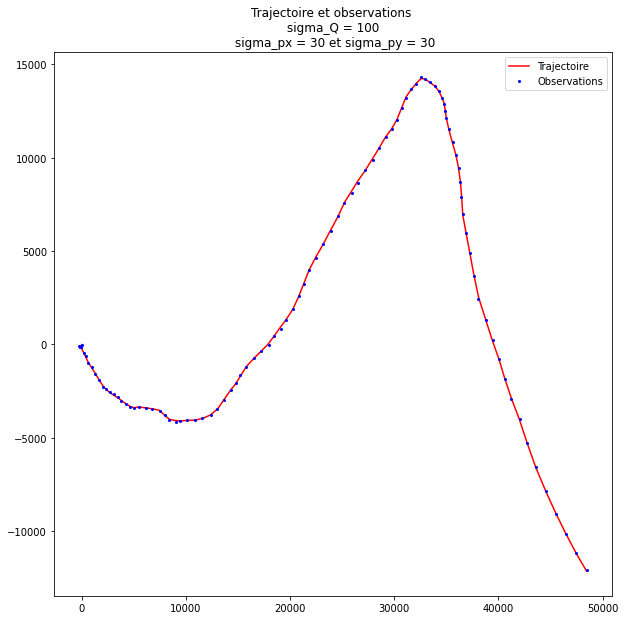 Trajectoire et observations
sigma_Q = 100
sigma_px = 30 et sigma_py = 30
Trajectoire
Observations
15000
10000
5000
0
−5000
−10000
0
10000
20000
30000
40000
50000